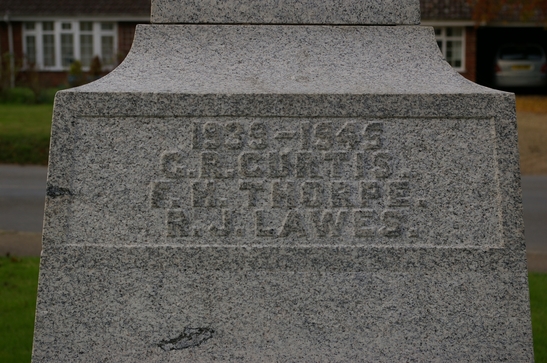 1939-1945
C.R.CURTIS.
F. THORPE.
R.J.LAWES.